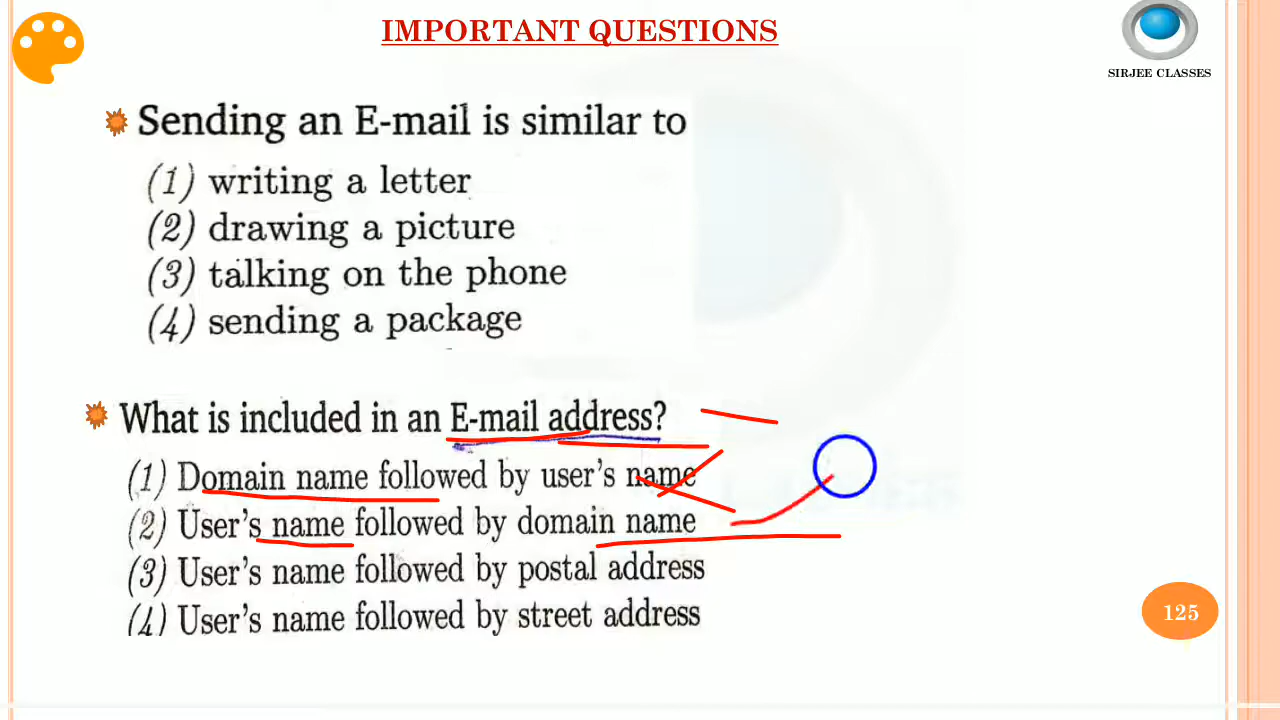 IMPORTANT QUESTIONS
SIRJEE CLASSES
Sending an E-mail is similar to
(1) writing a letter
(2) drawing a picture
(3) talking on the phone
(4) sending a package
What is included in an E-mail address?
(1) Domain name followed by user's name
(2) User's name followed by domain name
(3) User's name followed by postal address
(4) User's name followed by street address
125